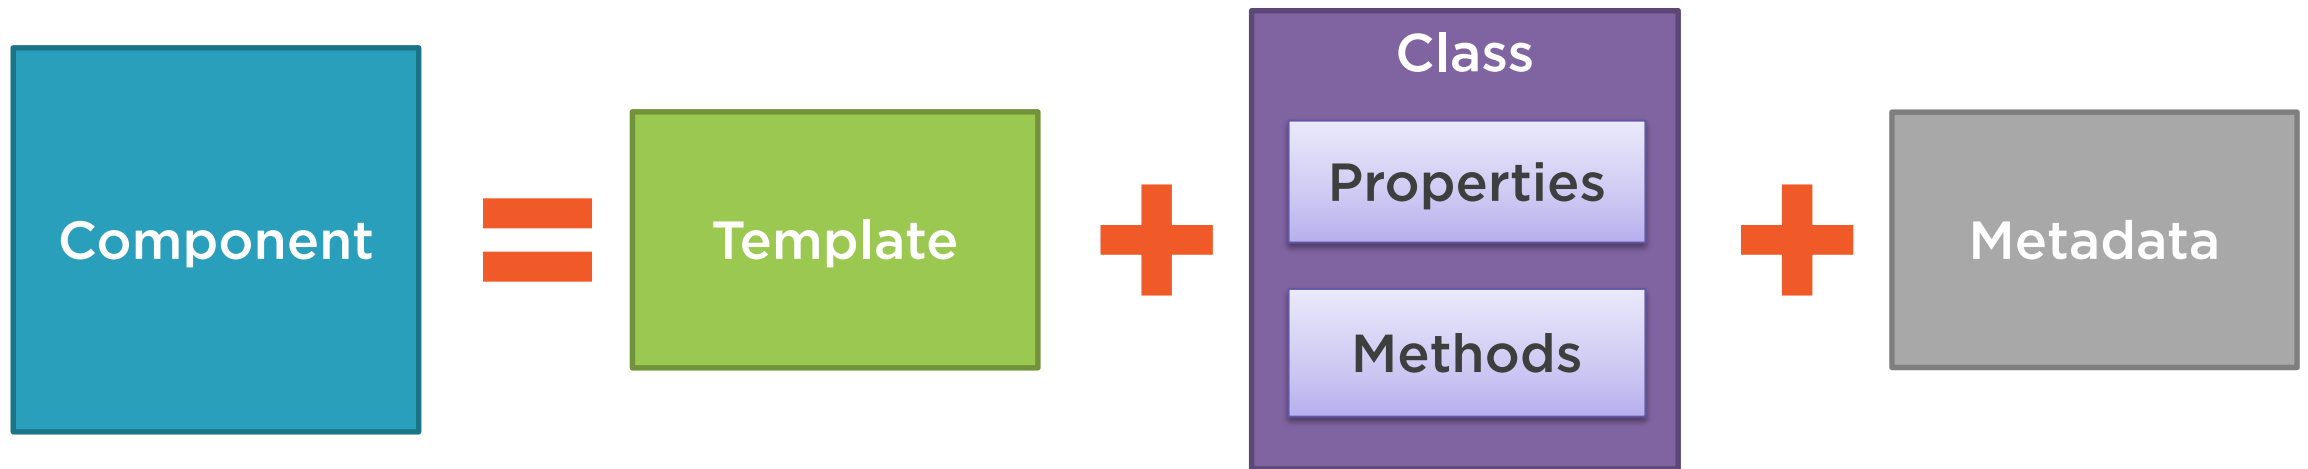 Component
Template
Class
Properties
Methods
Metadata